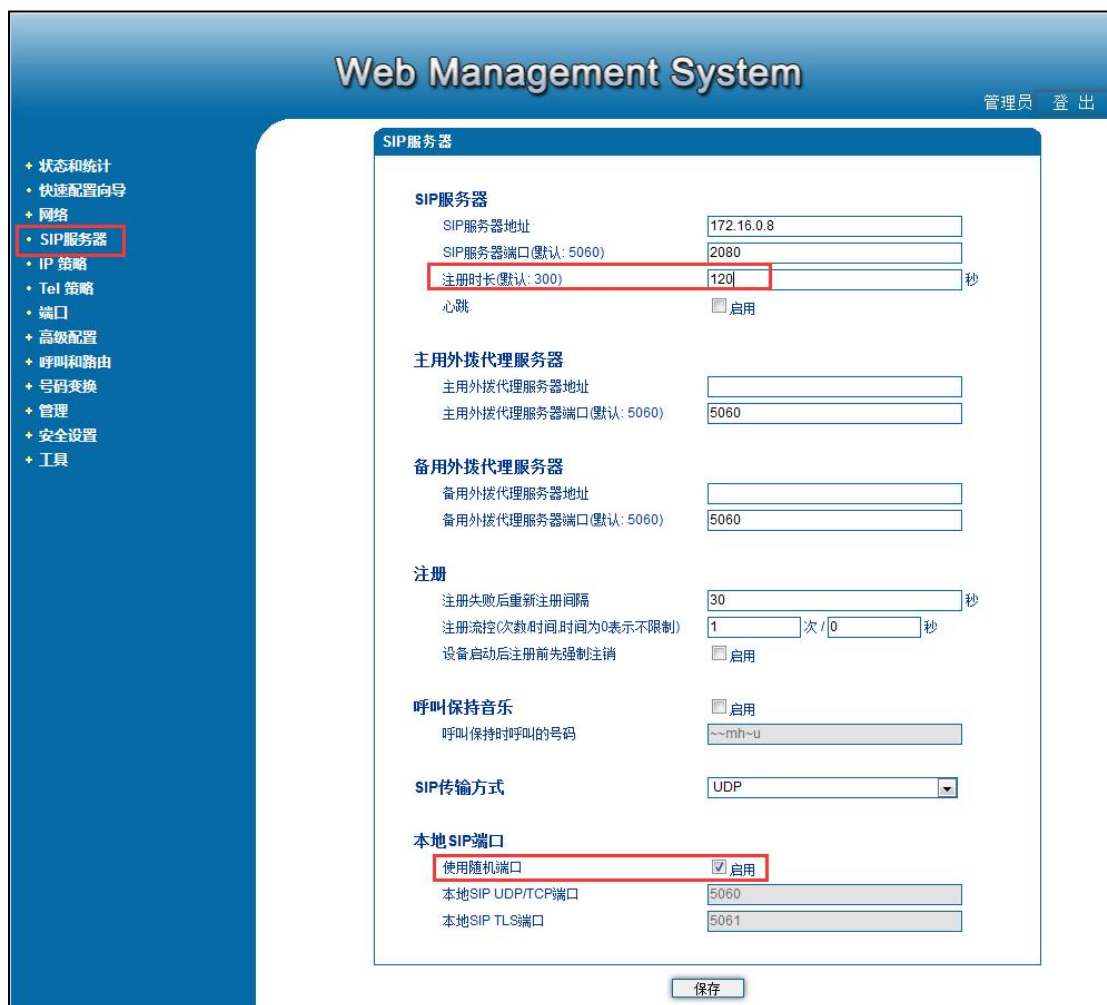 Web Management System
管理员 登 出
+ 状态和统计
• 快速配置向导
+ 网络
• SIP服务器
• IP 策略
• Tel 策略
• 端口
+ 高级配置
+ 呼叫和路由
+ 号码变换
+ 管理
+ 安全设置
+ 工具
SIP服务器
SIP服务器
SIP服务器地址 172.16.0.8
SIP服务器端口(默认: 5060) 2080
注册时长(默认: 300) 120 秒
心跳 启用
主用外拨代理服务器
主用外拨代理服务器地址
主用外拨代理服务器端口(默认: 5060) 5060
备用外拨代理服务器
备用外拨代理服务器地址
备用外拨代理服务器端口(默认: 5060) 5060
注册
注册失败后重新注册间隔 30 秒
注册流控(次数/时间,时间为0表示不限制) 1 次 / 0 秒
设备启动后注册前先强制注销 启用
呼叫保持音乐 启用
呼叫保持时呼叫的号码 ~~mh~u
SIP传输方式 UDP
本地SIP端口
使用随机端口 启用
本地SIP UDP/TCP端口 5060
本地SIP TLS端口 5061
保存